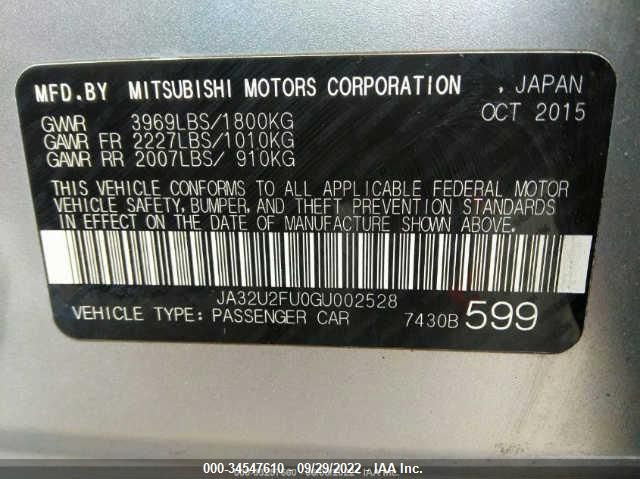 MFD.BY MITSUBISHI MOTORS CORPORATION , JAPAN
GVWR 3969LBS/1800KG OCT 2015
GAWR FR 2227LBS/1010KG
GAWR RR 2007LBS/ 910KG
THIS VEHICLE CONFORMS TO ALL APPLICABLE FEDERAL MOTOR
VEHICLE SAFETY, BUMPER, AND THEFT PREVENTION STANDARDS
IN EFFECT ON THE DATE OF MANUFACTURE SHOWN ABOVE.
JA32U2FU0GU002528
VEHICLE TYPE: PASSENGER CAR 7430B 599
000-34547610 - 09/29/2022 - IAA Inc.